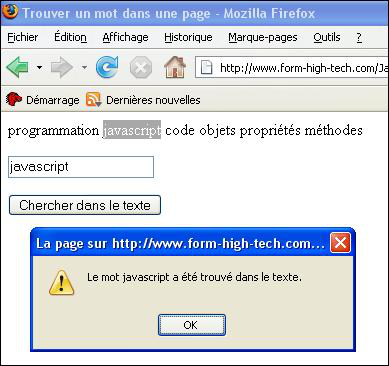 Trouver un mot dans une page - Mozilla Firefox
Fichier Édition Affichage Historique Marque-pages Outils ?
http://www.form-high-tech.com/Ja
Démarrage Dernières nouvelles
programmation javascript code objets propriétés méthodes
javascript
Chercher dans le texte
La page sur http://www.form-high-tech.com...
Le mot javascript a été trouvé dans le texte.
OK